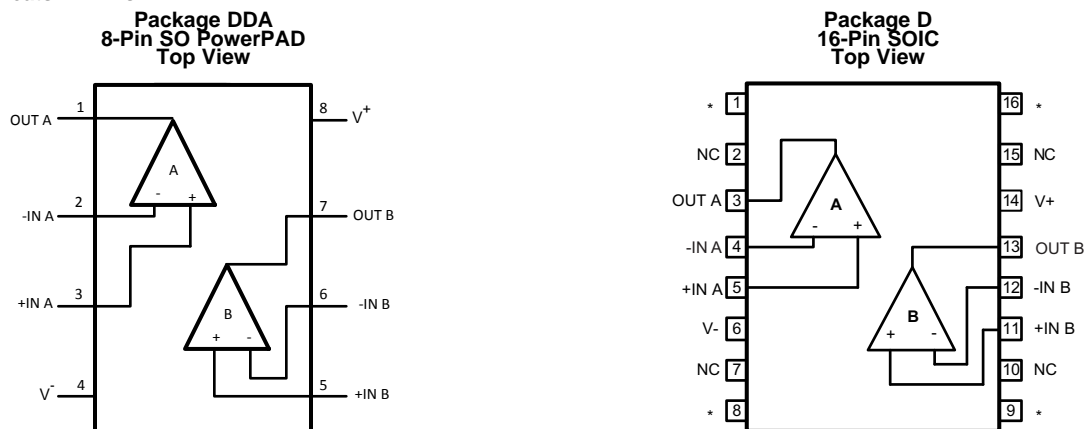 Package DDA
8-Pin SO PowerPAD
Top View
OUT A 1
8 V+
A
- +
-IN A 2
7 OUT B
+IN A 3
6 -IN B
B
+ -
V- 4
5 +IN B
Package D
16-Pin SOIC
Top View
* 1
16 *
NC 2
15 NC
OUT A 3
14 V+
A
- +
-IN A 4
13 OUT B
+IN A 5
12 -IN B
B
+ -
V- 6
11 +IN B
NC 7
10 NC
* 8
9 *